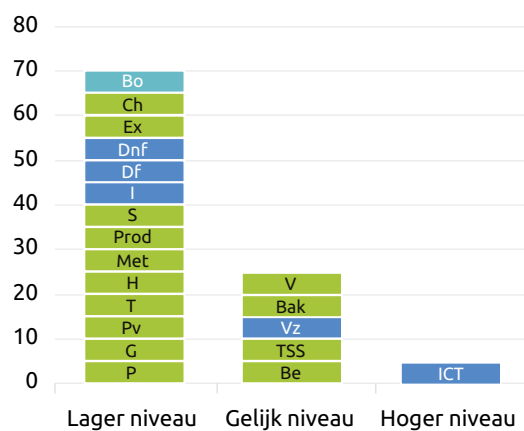 80
70
60
50
40
30
20
10
0
Bo
Ch
Ex
Dnf
Df
I
S
Prod
Met
H
T
Pv
G
P
V
Bak
Vz
TSS
Be
ICT
Lager niveau
Gelijk niveau
Hoger niveau